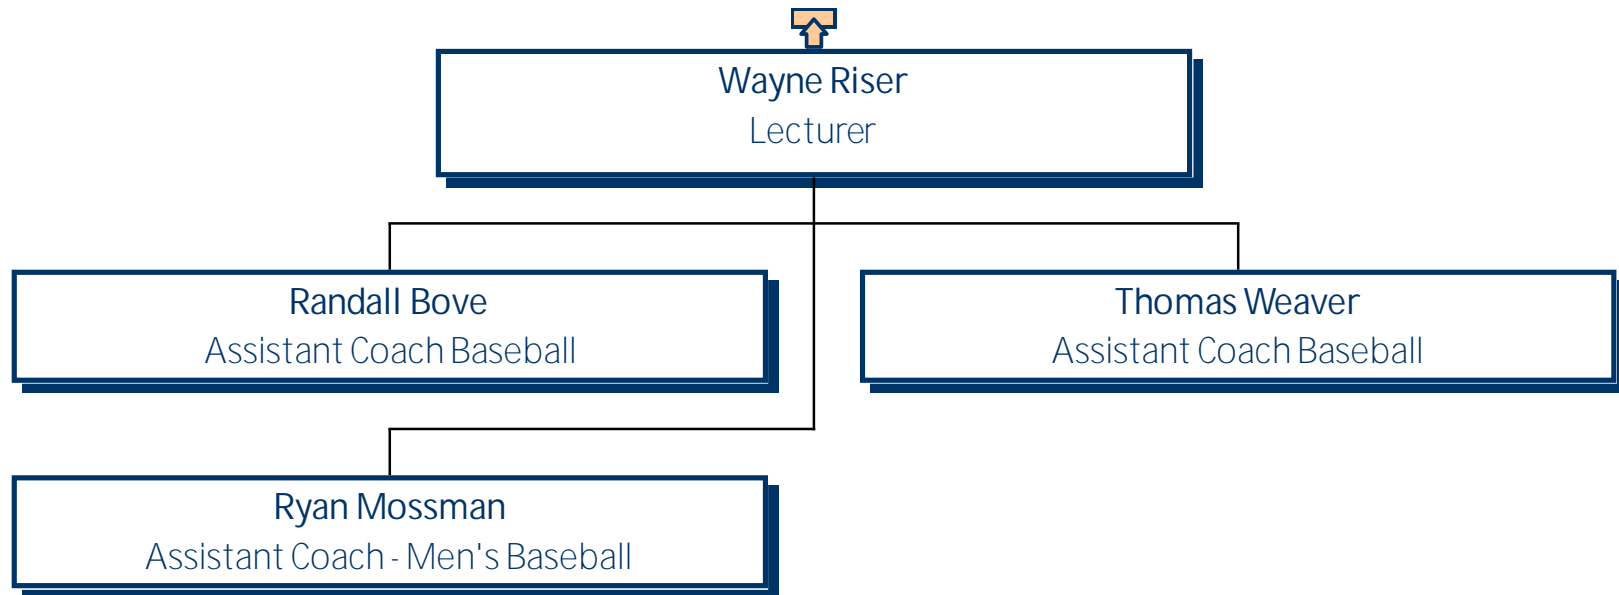 Wayne Riser
Lecturer
Randall Bove
Assistant Coach Baseball
Thomas Weaver
Assistant Coach Baseball
Ryan Mossman
Assistant Coach - Men's Baseball